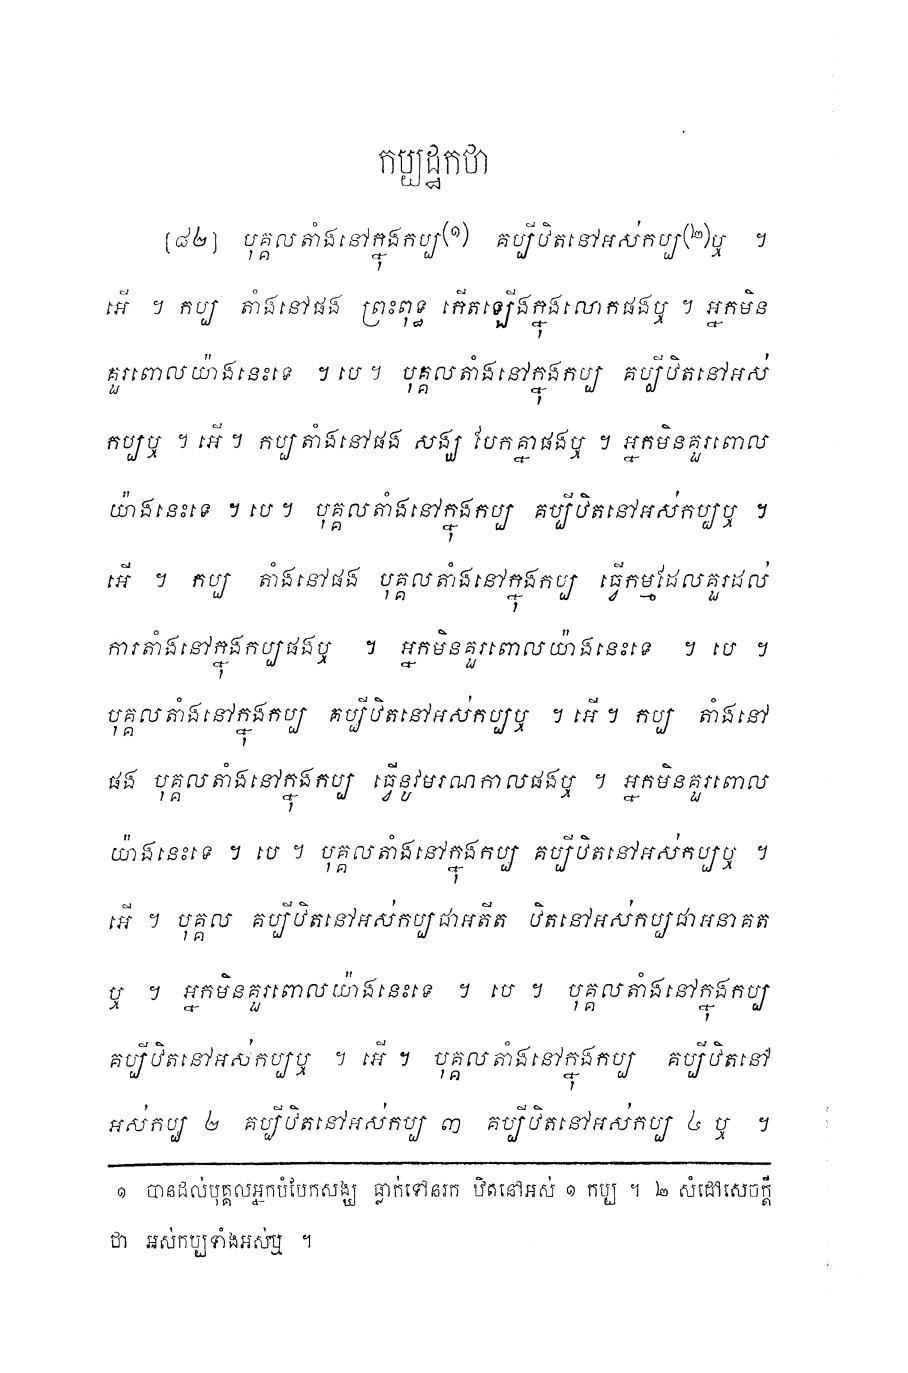 កប្បដ្ឋកថា
[៨២] បុគ្គលតាំងនៅក្នុងកប្ប(១) គប្បីឋិតនៅអស់កប្ប(២)ឬ ។
អើ ។ កប្ប តាំងនៅផង ព្រះពុទ្ធ កើតឡើងក្នុងលោកផងឬ ។ អ្នកមិន
គួរពោលយ៉ាងនេះទេ ។ បេ ។ បុគ្គលតាំងនៅក្នុងកប្ប គប្បីឋិតនៅអស់
កប្បឬ ។ អើ ។ កប្បតាំងនៅផង សង្ឃ បែកគ្នាផងឬ ។ អ្នកមិនគួរពោល
យ៉ាងនេះទេ ។ បេ ។ បុគ្គលតាំងនៅក្នុងកប្ប គប្បីឋិតនៅអស់កប្បឬ ។
អើ ។ កប្ប តាំងនៅផង បុគ្គលតាំងនៅក្នុងកប្ប ធ្វើកម្មដែលគួរដល់
ការតាំងនៅក្នុងកប្បផងឬ ។ អ្នកមិនគួរពោលយ៉ាងនេះទេ ។ បេ ។
បុគ្គលតាំងនៅក្នុងកប្ប គប្បីឋិតនៅអស់កប្បឬ ។ អើ ។ កប្ប តាំងនៅ
ផង បុគ្គលតាំងនៅក្នុងកប្ប ធ្វើនូវមរណកាលផងឬ ។ អ្នកមិនគួរពោល
យ៉ាងនេះទេ ។ បេ ។ បុគ្គលតាំងនៅក្នុងកប្ប គប្បីឋិតនៅអស់កប្បឬ ។
អើ ។ បុគ្គល គប្បីឋិតនៅអស់កប្បជាអតីត ឋិតនៅអស់កប្បជាអនាគត
ឬ ។ អ្នកមិនគួរពោលយ៉ាងនេះទេ ។ បេ ។ បុគ្គលតាំងនៅក្នុងកប្ប
គប្បីឋិតនៅអស់កប្បឬ ។ អើ ។ បុគ្គលតាំងនៅក្នុងកប្ប គប្បីឋិតនៅ
អស់កប្ប ២ គប្បីឋិតនៅអស់កប្ប ៣ គប្បីឋិតនៅអស់កប្ប ៤ ឬ ។
១ បានដល់បុគ្គលអ្នកបំបែកសង្ឃ ធ្លាក់ទៅនរក ឋិតនៅអស់ ១ កប្ប ។ ២ សំដៅសេចក្តី
ថា អស់កប្បទាំងអស់ឬ ។